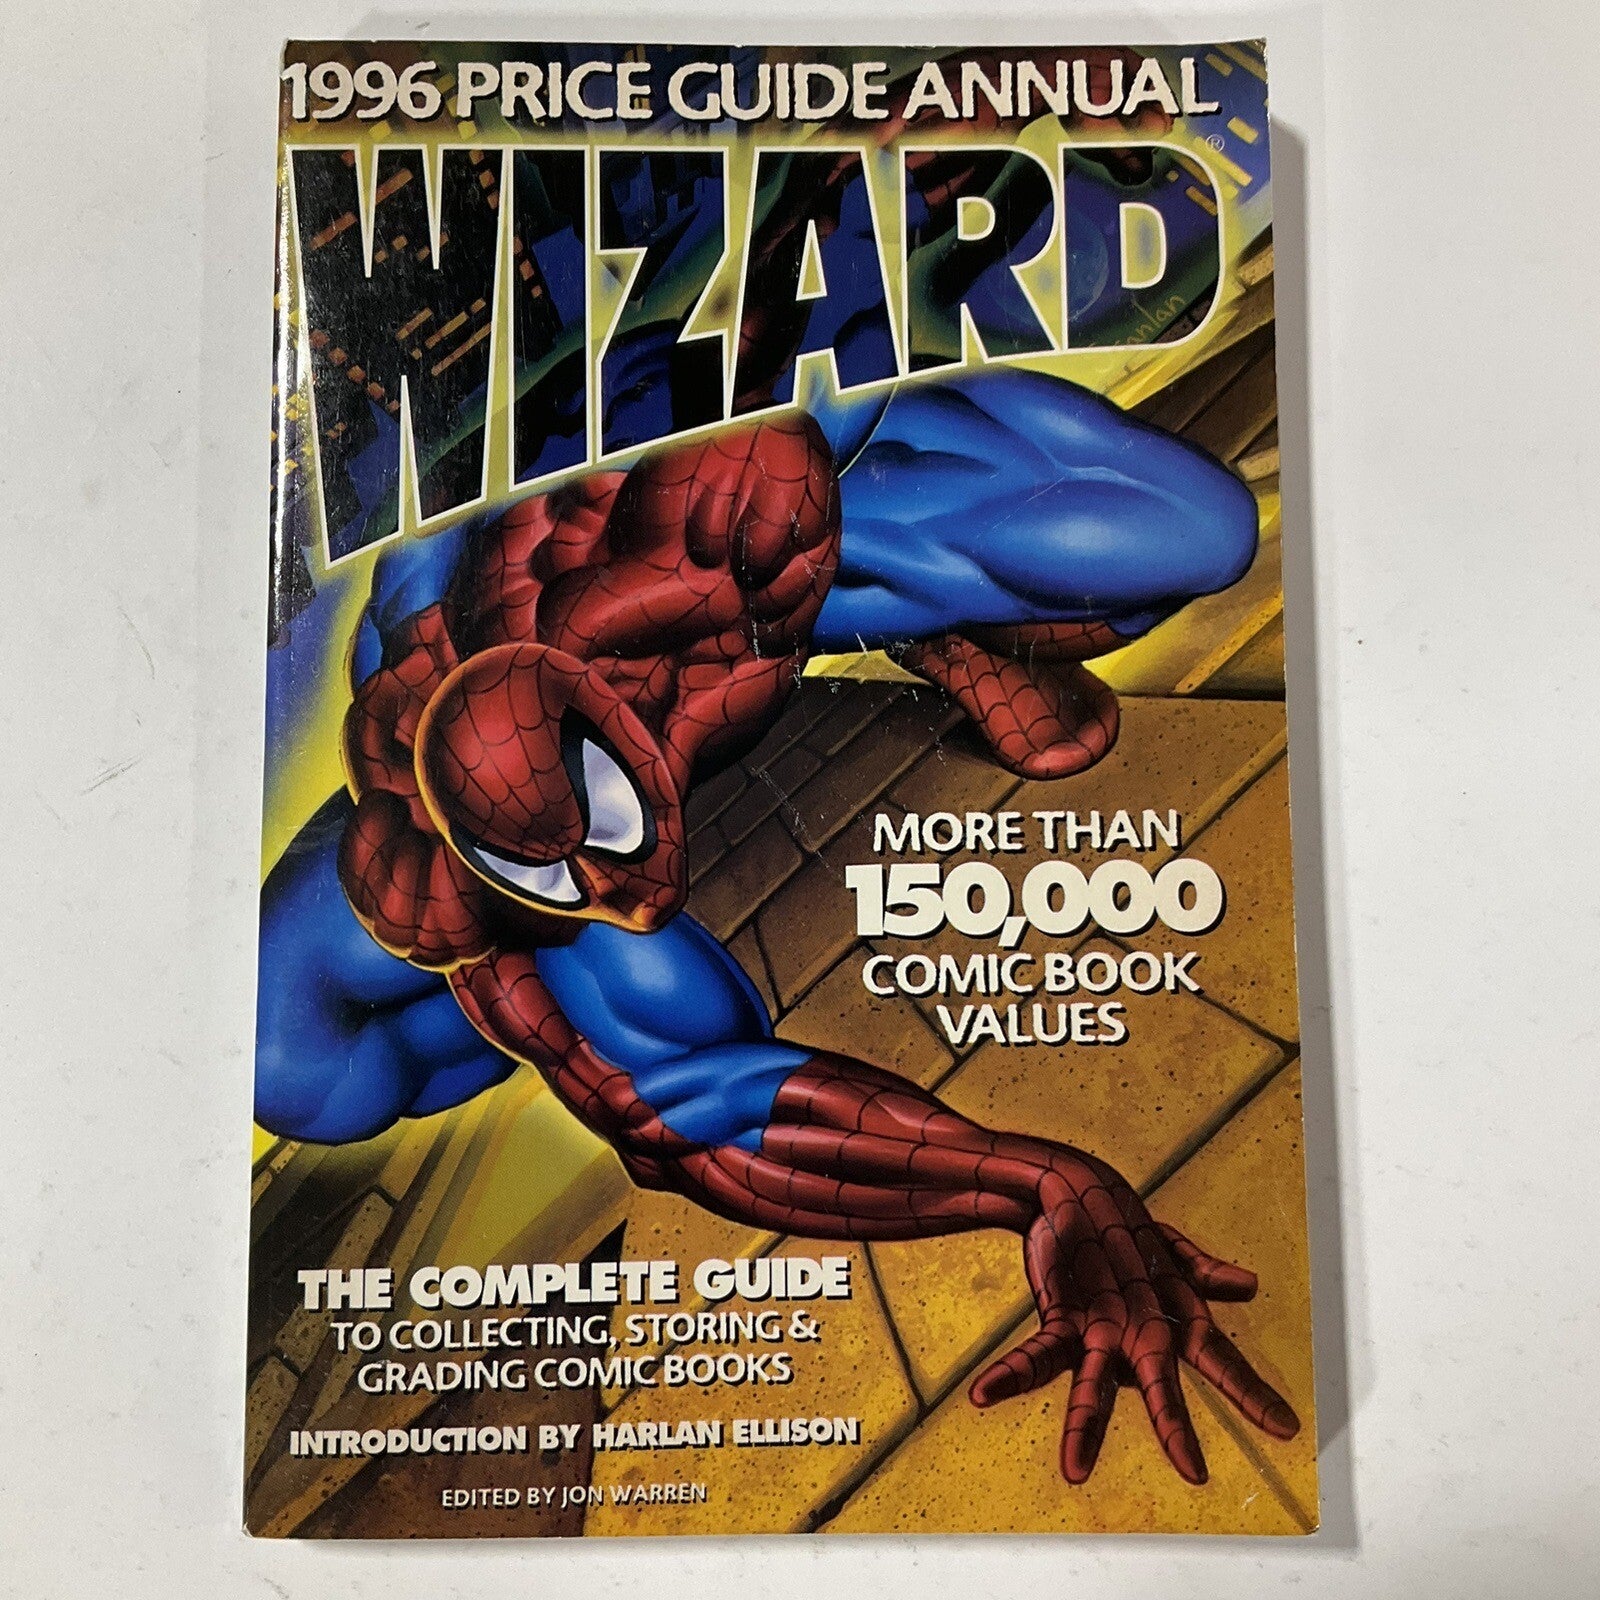 1996 PRICE GUIDE ANNUAL
WIZARD®
MORE THAN
150,000
COMIC BOOK
VALUES
THE COMPLETE GUIDE
TO COLLECTING, STORING &
GRADING COMIC BOOKS
INTRODUCTION BY HARLAN ELLISON
EDITED BY JON WARREN